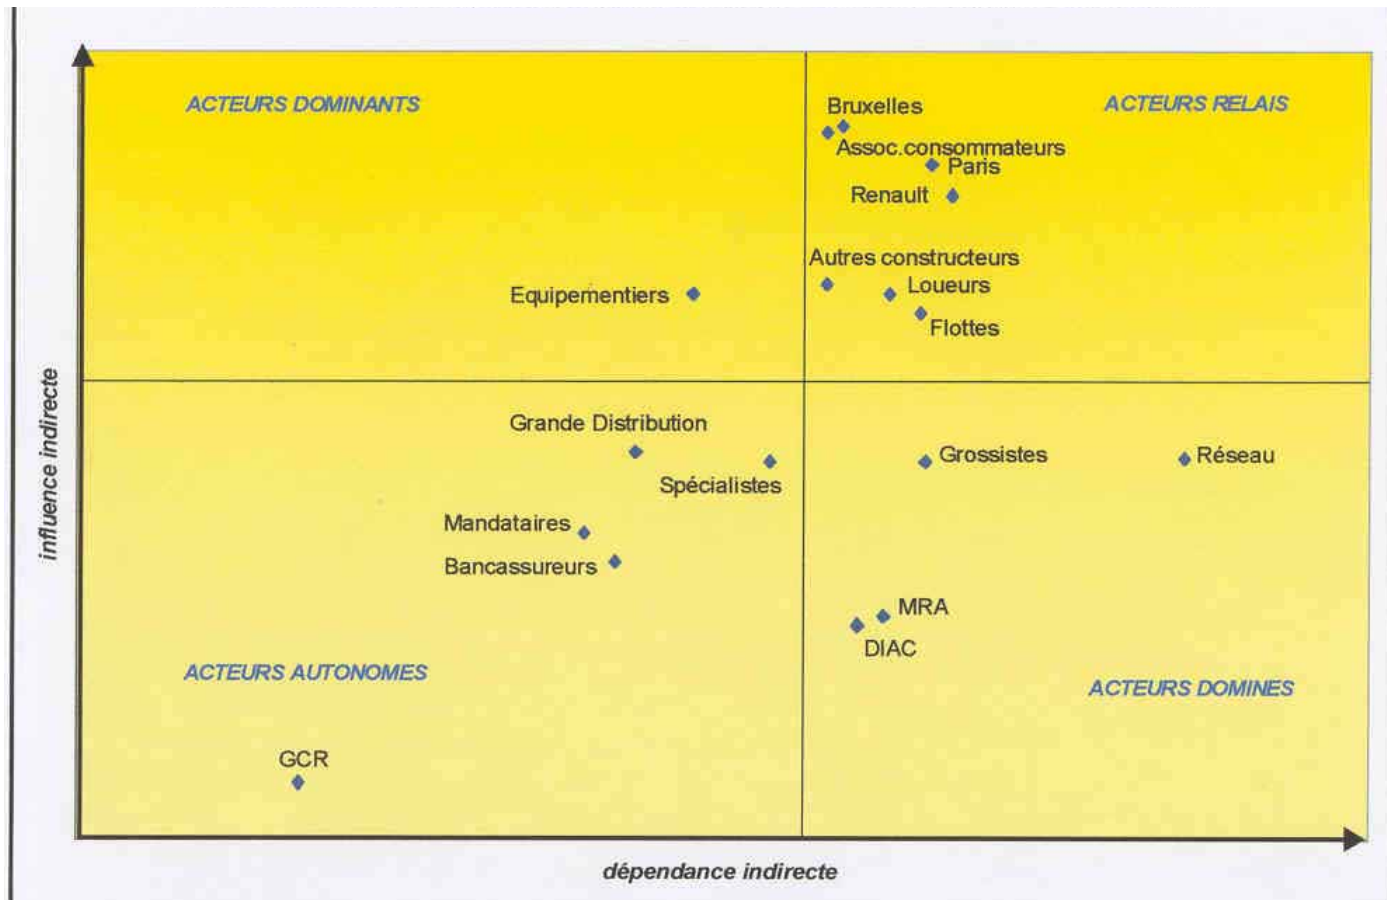 ACTEURS DOMINANTS
ACTEURS RELAIS
Bruxelles
Assoc.consommateurs
Paris
Renault
Autres constructeurs
Equipementiers
Loueurs
Flottes
influence indirecte
Grande Distribution
Grossistes
Réseau
Spécialistes
Mandataires
Bancassureurs
MRA
DIAC
ACTEURS AUTONOMES
ACTEURS DOMINES
GCR
dépendance indirecte